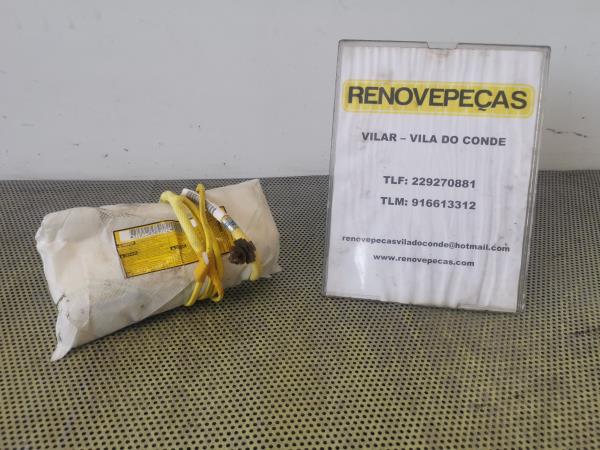 RENOVEPEÇAS
VILAR – VILA DO CONDE
TLF: 229270881
TLM: 916613312
renovepecasviladoconde@hotmail.com
www.renovepecas.com